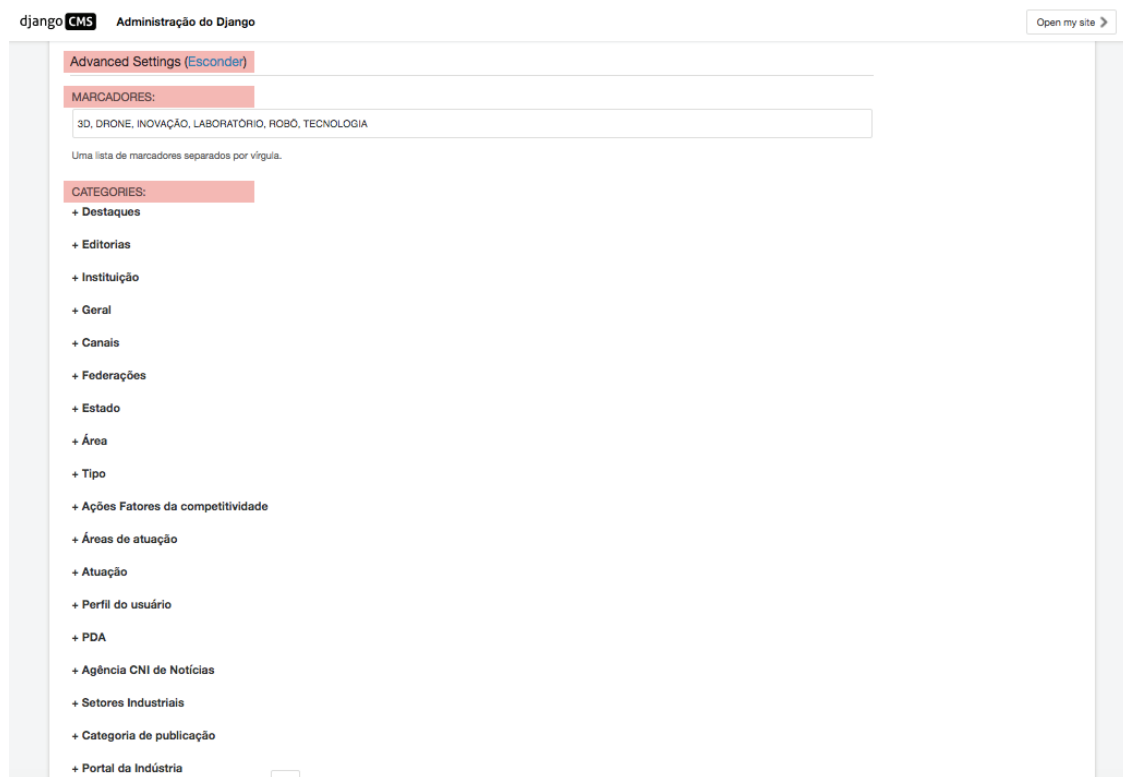 django CMS Administração do Django Open my site
Advanced Settings (Esconder)
MARCADORES:
3D, DRONE, INOVAÇÃO, LABORATÓRIO, ROBÔ, TECNOLOGIA
Uma lista de marcadores separados por vírgula.
CATEGORIES:
+ Destaques
+ Editorias
+ Instituição
+ Geral
+ Canais
+ Federações
+ Estado
+ Área
+ Tipo
+ Ações Fatores da competitividade
+ Áreas de atuação
+ Atuação
+ Perfil do usuário
+ PDA
+ Agência CNI de Notícias
+ Setores Industriais
+ Categoria de publicação
+ Portal da Indústria